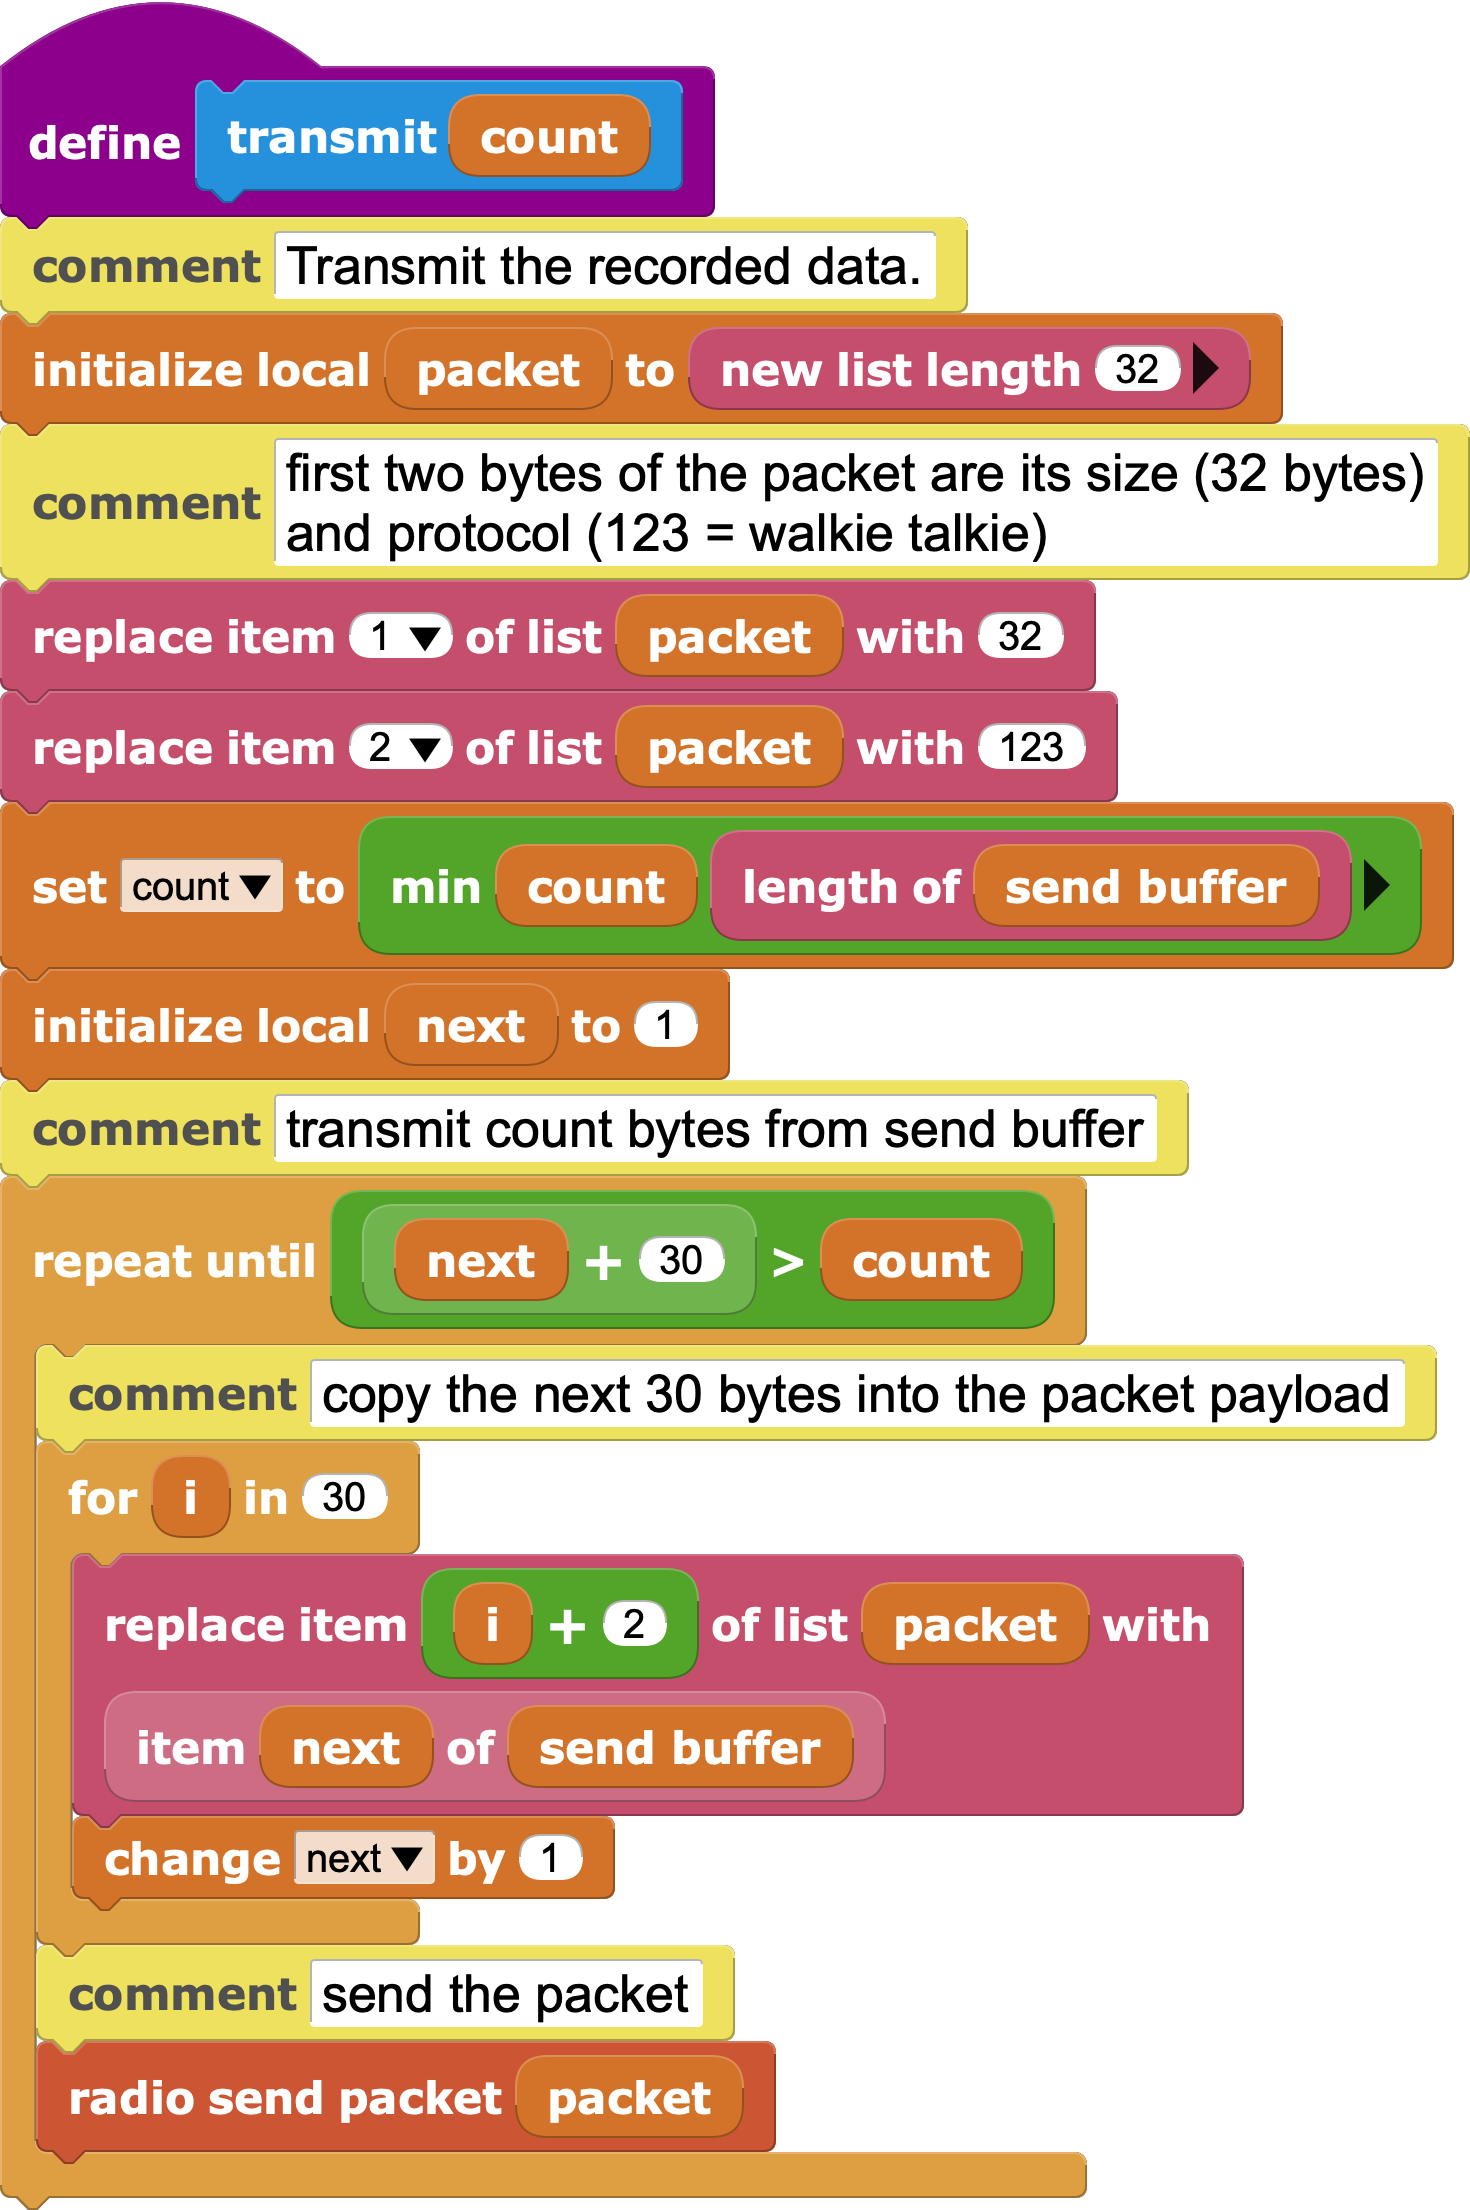 define transmit count
comment Transmit the recorded data.
initialize local packet to new list length 32
comment first two bytes of the packet are its size (32 bytes)
and protocol (123 = walkie talkie)
replace item 1 of list packet with 32
replace item 2 of list packet with 123
set count to min count length of send buffer
initialize local next to 1
comment transmit count bytes from send buffer
repeat until next + 30 > count
comment copy the next 30 bytes into the packet payload
for i in 30
replace item i + 2 of list packet with
item next of send buffer
change next by 1
comment send the packet
radio send packet packet